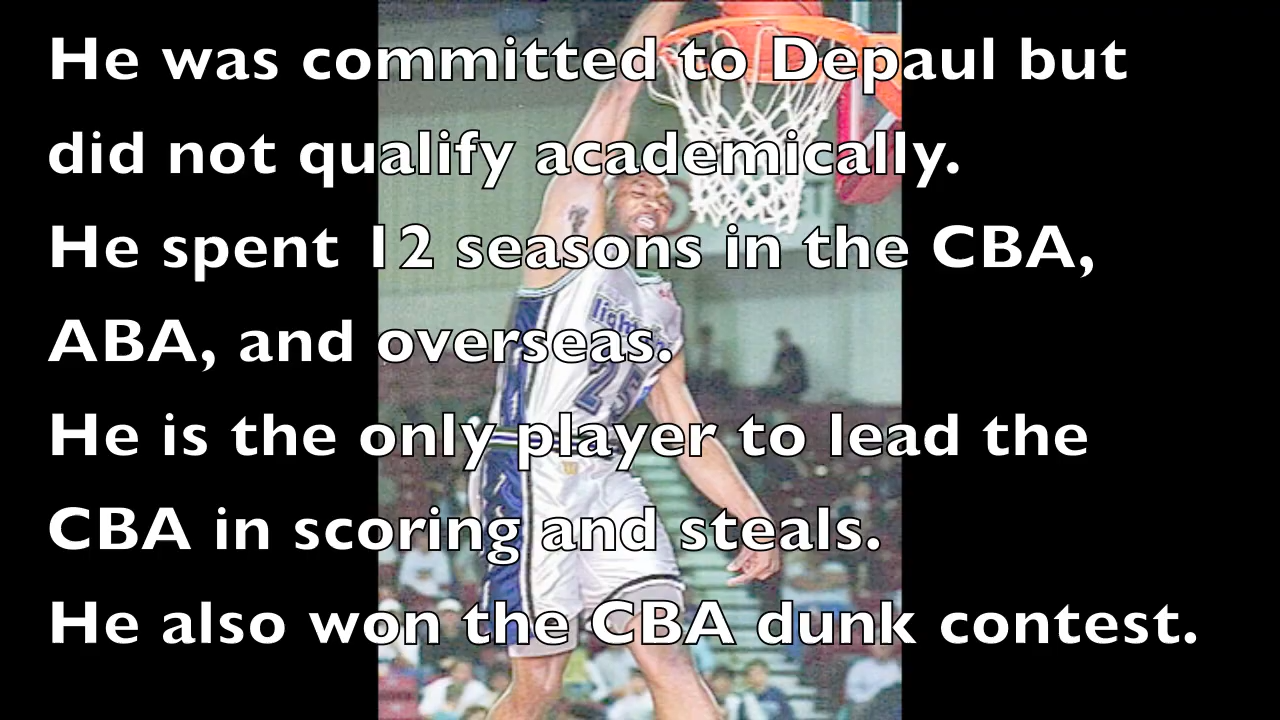 He was committed to Depaul but
did not qualify academically.
He spent 12 seasons in the CBA,
ABA, and overseas.
He is the only player to lead the
CBA in scoring and steals.
He also won the CBA dunk contest.
25